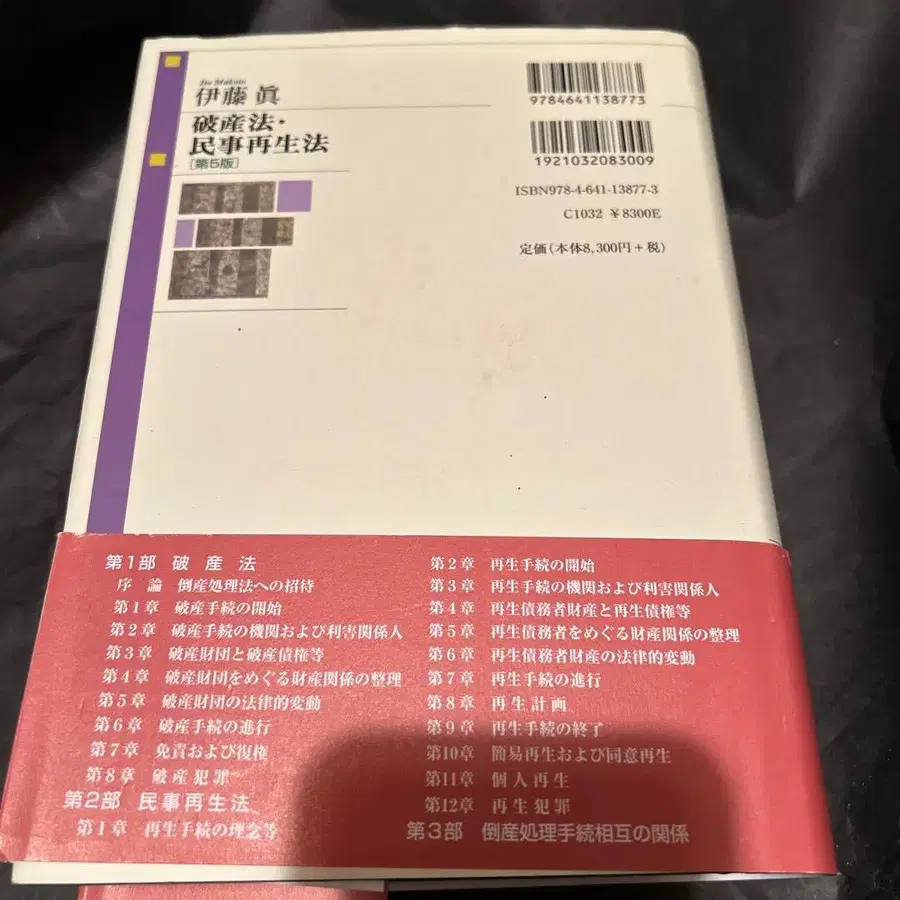 Ito Makoto
伊藤 眞
破産法・
民事再生法
[第5版]
9784641138773
1921032083009
ISBN978-4-641-13877-3
C1032 ¥8300E
定価(本体8,300円+税)
第1部 破産法
序論 倒産処理法への招待
第1章 破産手続の開始
第2章 破産手続の機関および利害関係人
第3章 破産財団と破産債権等
第4章 破産財団をめぐる財産関係の整理
第5章 破産財団の法律的変動
第6章 破産手続の進行
第7章 免責および復権
第8章 破産犯罪
第2部 民事再生法
第1章 再生手続の理念等
第2章 再生手続の開始
第3章 再生手続の機関および利害関係人
第4章 再生債務者財産と再生債権等
第5章 再生債務者をめぐる財産関係の整理
第6章 再生債務者財産の法律的変動
第7章 再生手続の進行
第8章 再生計画
第9章 再生手続の終了
第10章 簡易再生および同意再生
第11章 個人再生
第12章 再生犯罪
第3部 倒産処理手続相互の関係